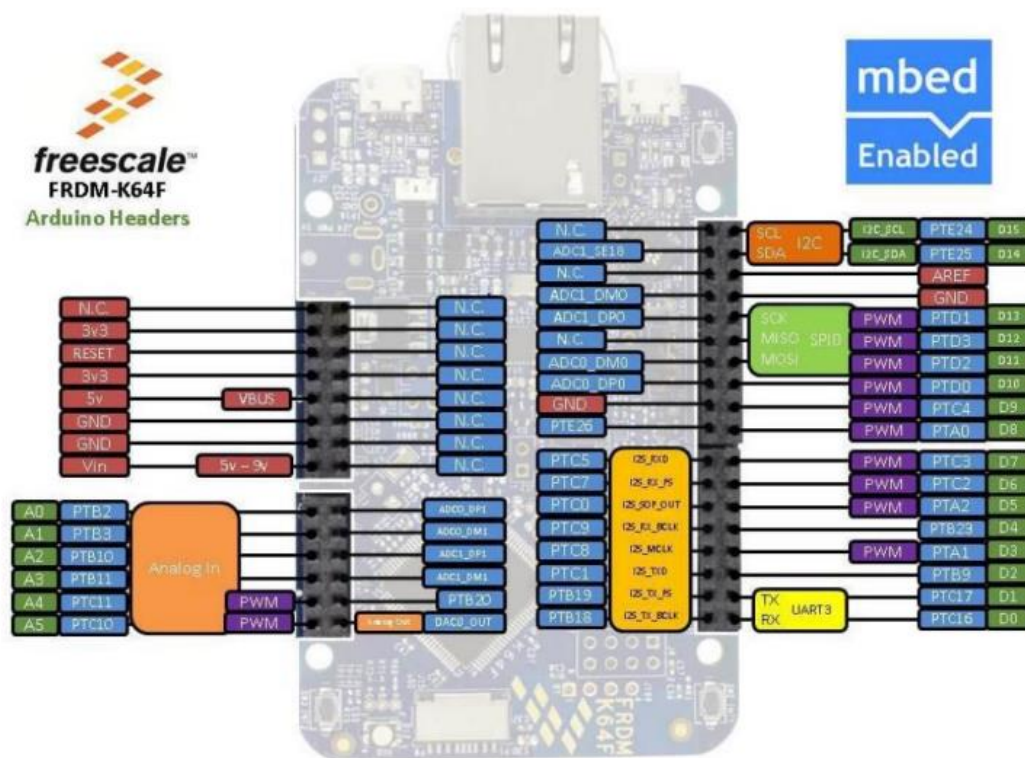 freescale™
FRDM-K64F
Arduino Headers
mbed
Enabled
N.C. SCL I2C I2C_SCL PTE24 D15
ADC1_SE18 SDA I2C_SDA PTE25 D14
N.C. AREF
ADC1_DM0 GND
ADC1_DP0 SCK PWM PTD1 D13
N.C. MISO SPI0 PWM PTD3 D12
ADC0_DM0 MOSI PWM PTD2 D11
ADC0_DP0 PWM PTD0 D10
GND PWM PTC4 D9
PTE26 PWM PTA0 D8
N.C. N.C.
3v3 N.C.
RESET N.C.
3v3 N.C.
5v VBUS N.C.
GND N.C.
GND N.C.
Vin 5v – 9v N.C.
PTC5 I2S_RXD PWM PTC3 D7
PTC7 I2S_RX_FS PWM PTC2 D6
PTC0 I2S_SOF_OUT PWM PTA2 D5
PTC9 I2S_RX_BCLK PTB23 D4
PTC8 I2S_MCLK PWM PTA1 D3
PTC1 I2S_TXD PTB9 D2
PTB19 I2S_TX_FS TX UART3 PTC17 D1
PTB18 I2S_TX_BCLK RX PTC16 D0
A0 PTB2 ADC0_DP1
A1 PTB3 ADC0_DM1
A2 PTB10 Analog In ADC1_DP1
A3 PTB11 ADC1_DM1
A4 PTC11 PWM PTB20
A5 PTC10 PWM Analog Out DAC0_OUT
FRDM
K64F